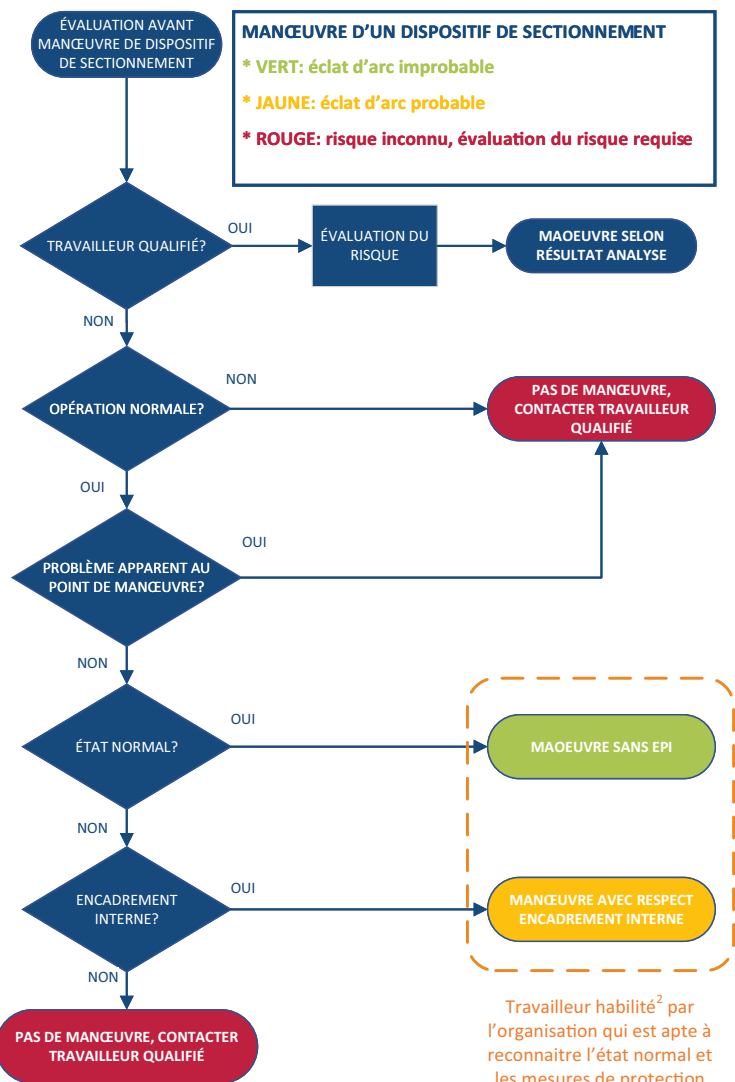 ÉVALUATION AVANT
MANŒUVRE DE DISPOSITIF
DE SECTIONNEMENT
MANŒUVRE D'UN DISPOSITIF DE SECTIONNEMENT
* VERT: éclat d'arc improbable
* JAUNE: éclat d'arc probable
* ROUGE: risque inconnu, évaluation du risque requise
TRAVAILLEUR QUALIFIÉ?
OUI
ÉVALUATION DU
RISQUE
MAOEUVRE SELON
RÉSULTAT ANALYSE
NON
OPÉRATION NORMALE?
NON
PAS DE MANŒUVRE,
CONTACTER TRAVAILLEUR
QUALIFIÉ
OUI
PROBLÈME APPARENT AU
POINT DE MANŒUVRE?
OUI
NON
ÉTAT NORMAL?
OUI
MAOEUVRE SANS EPI
NON
ENCADREMENT
INTERNE?
OUI
MANŒUVRE AVEC RESPECT
ENCADREMENT INTERNE
NON
PAS DE MANŒUVRE, CONTACTER
TRAVAILLEUR QUALIFIÉ
Travailleur habilité² par
l'organisation qui est apte à
reconnaitre l'état normal et
les mesures de protection